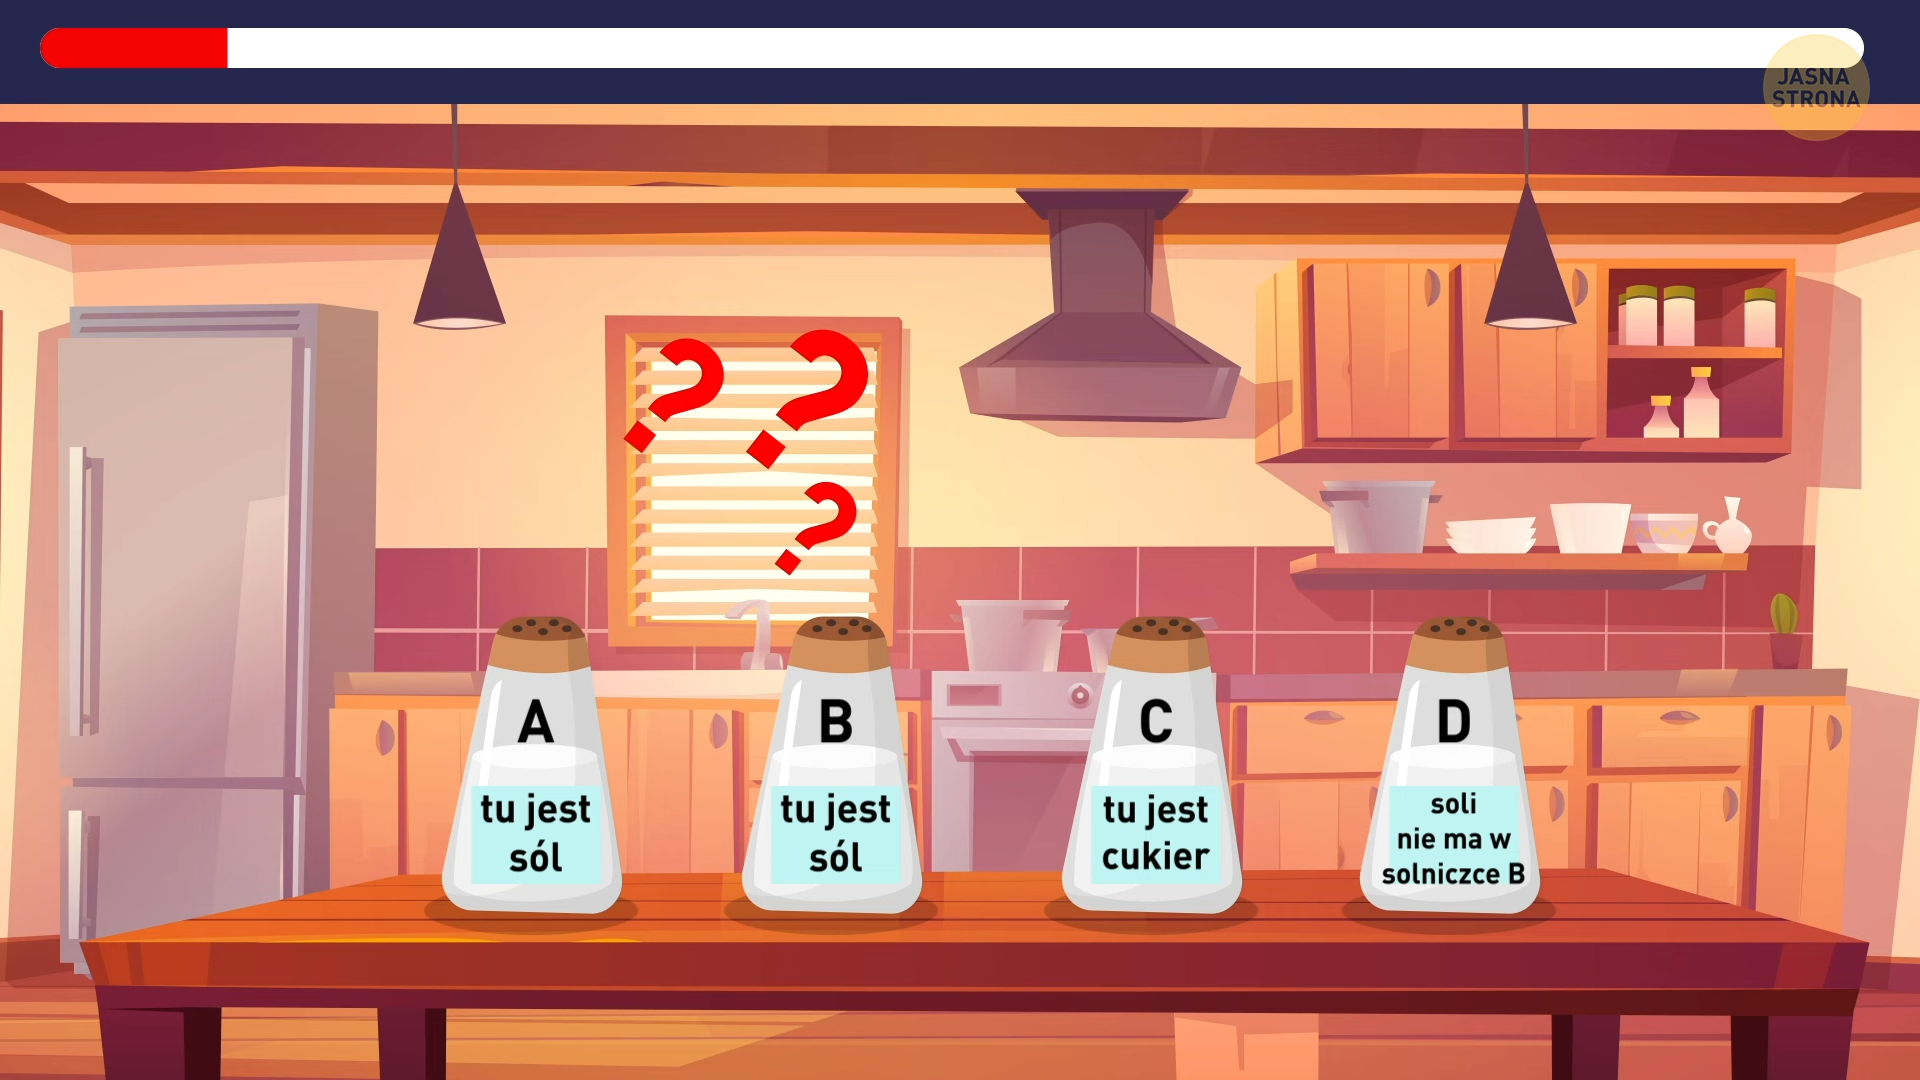 JASNA
STRONA
? ?
?
A
tu jest
sól
B
tu jest
sól
C
tu jest
cukier
D
soli
nie ma w
solniczce B